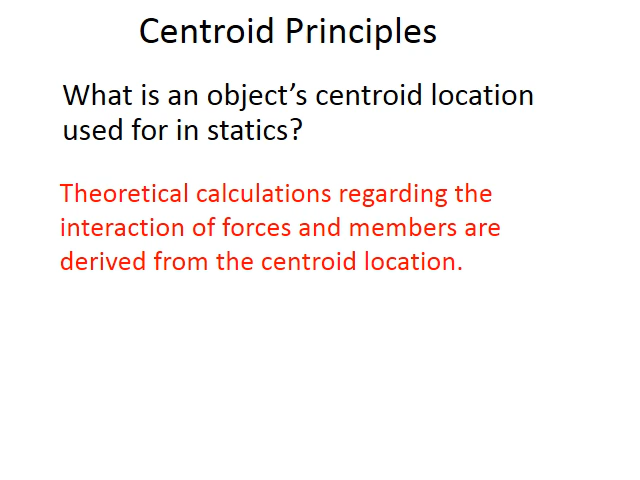 Centroid Principles
What is an object’s centroid location
used for in statics?
Theoretical calculations regarding the
interaction of forces and members are
derived from the centroid location.